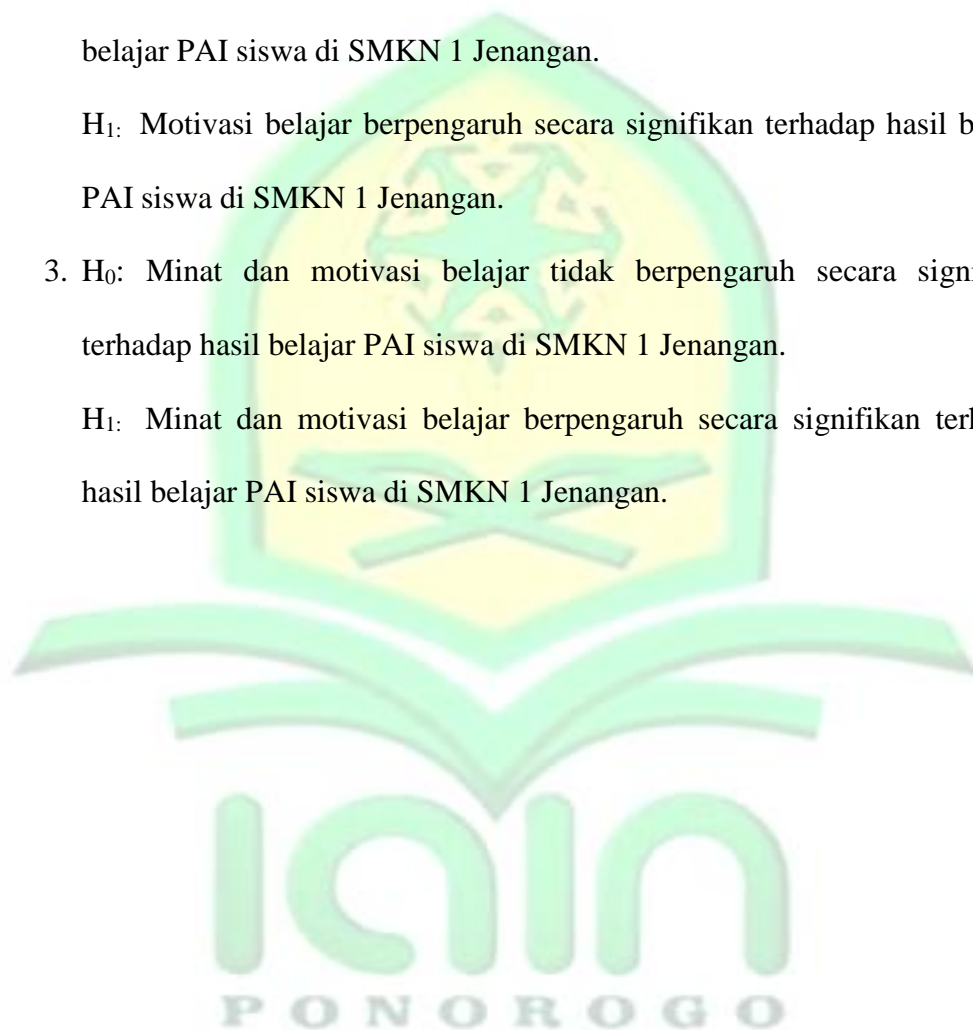 belajar PAI siswa di SMKN 1 Jenangan.
H1: Motivasi belajar berpengaruh secara signifikan terhadap hasil
PAI siswa di SMKN 1 Jenangan.
3. H0: Minat dan motivasi belajar tidak berpengaruh secara
terhadap hasil belajar PAI siswa di SMKN 1 Jenangan.
H1: Minat dan motivasi belajar berpengaruh secara signifikan
hasil belajar PAI siswa di SMKN 1 Jenangan.
iain
PONOROGO